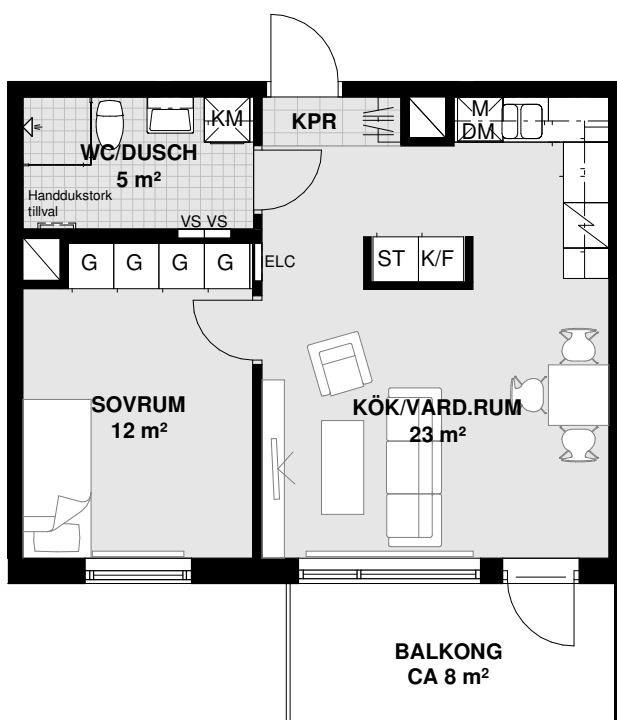 KM
KPR
M
DM
WC/DUSCH
5 m²
Handdukstork
tillval
VS VS
G G G G
ELC
ST K/F
SOVRUM
12 m²
KÖK/VARD.RUM
23 m²
BALKONG
CA 8 m²